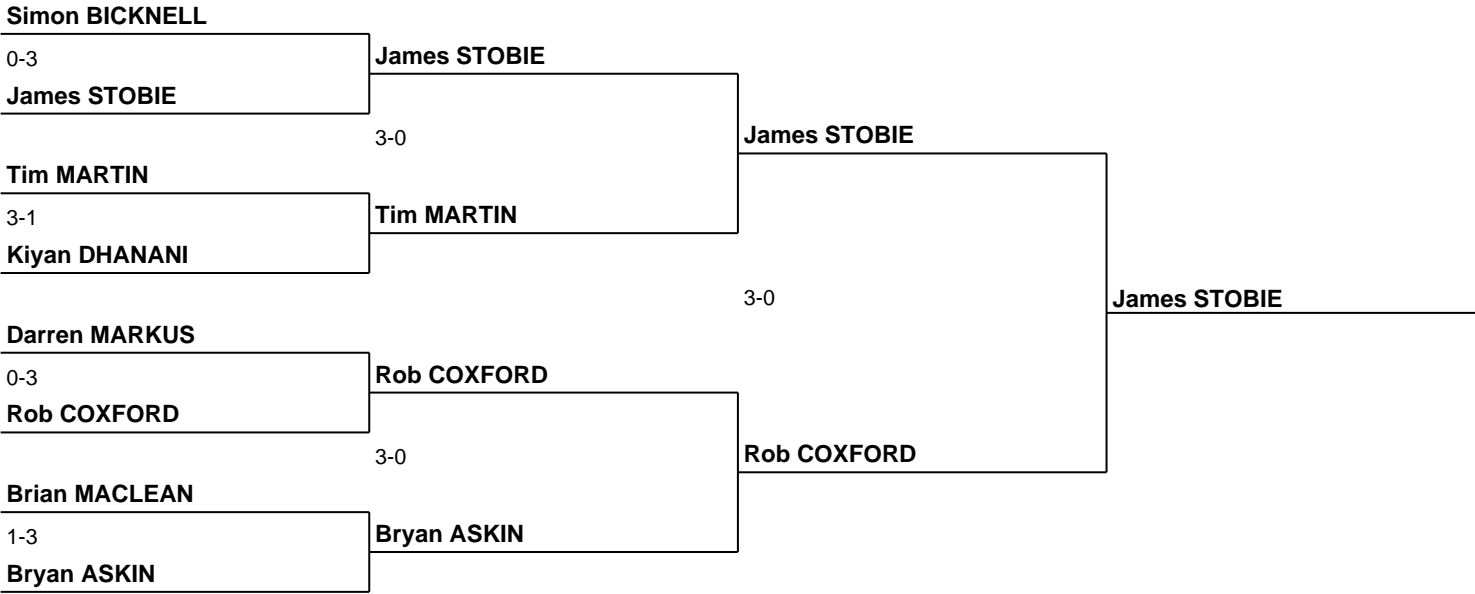 Simon BICKNELL
0-3
James STOBIE
James STOBIE
3-0
James STOBIE
Tim MARTIN
3-1
Tim MARTIN
Kiyan DHANANI
3-0
James STOBIE
Darren MARKUS
0-3
Rob COXFORD
Rob COXFORD
3-0
Rob COXFORD
Brian MACLEAN
1-3
Bryan ASKIN
Bryan ASKIN